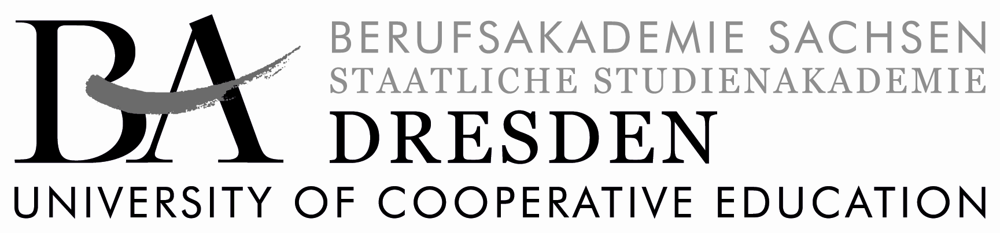 BA
BERUFSAKADEMIE SACHSEN
STAATLICHE STUDIENAKADEMIE
DRESDEN
UNIVERSITY OF COOPERATIVE EDUCATION